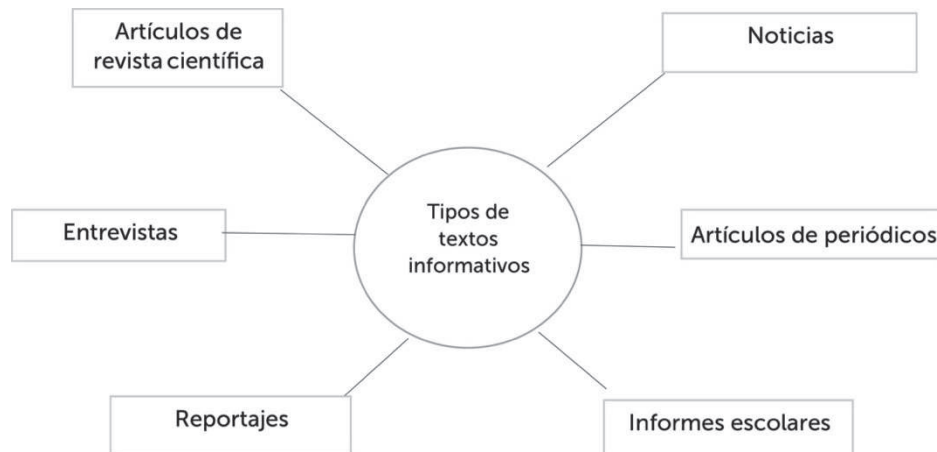 Artículos de
revista científica
Noticias
Entrevistas
Tipos de
textos
informativos
Artículos de periódicos
Reportajes
Informes escolares